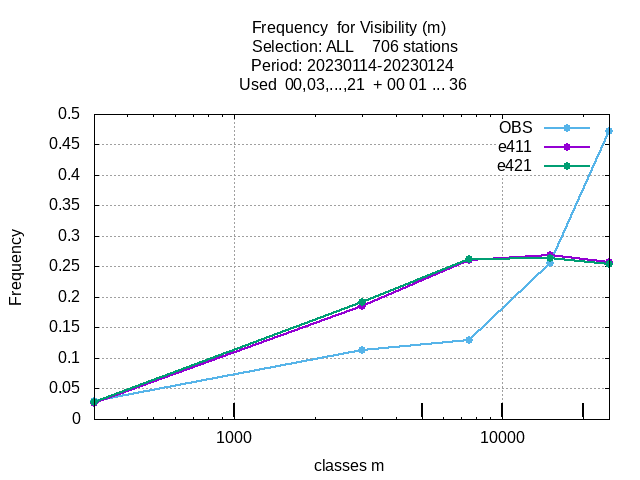 Frequency  for Visibility (m)
Selection: ALL    706 stations
Period: 20230114-20230124
Used  00,03,...,21  + 00 01 ... 36
OBS
e411
e421
0.5
0.45
0.4
0.35
0.3
0.25
0.2
0.15
0.1
0.05
0
Frequency
1000
10000
classes m